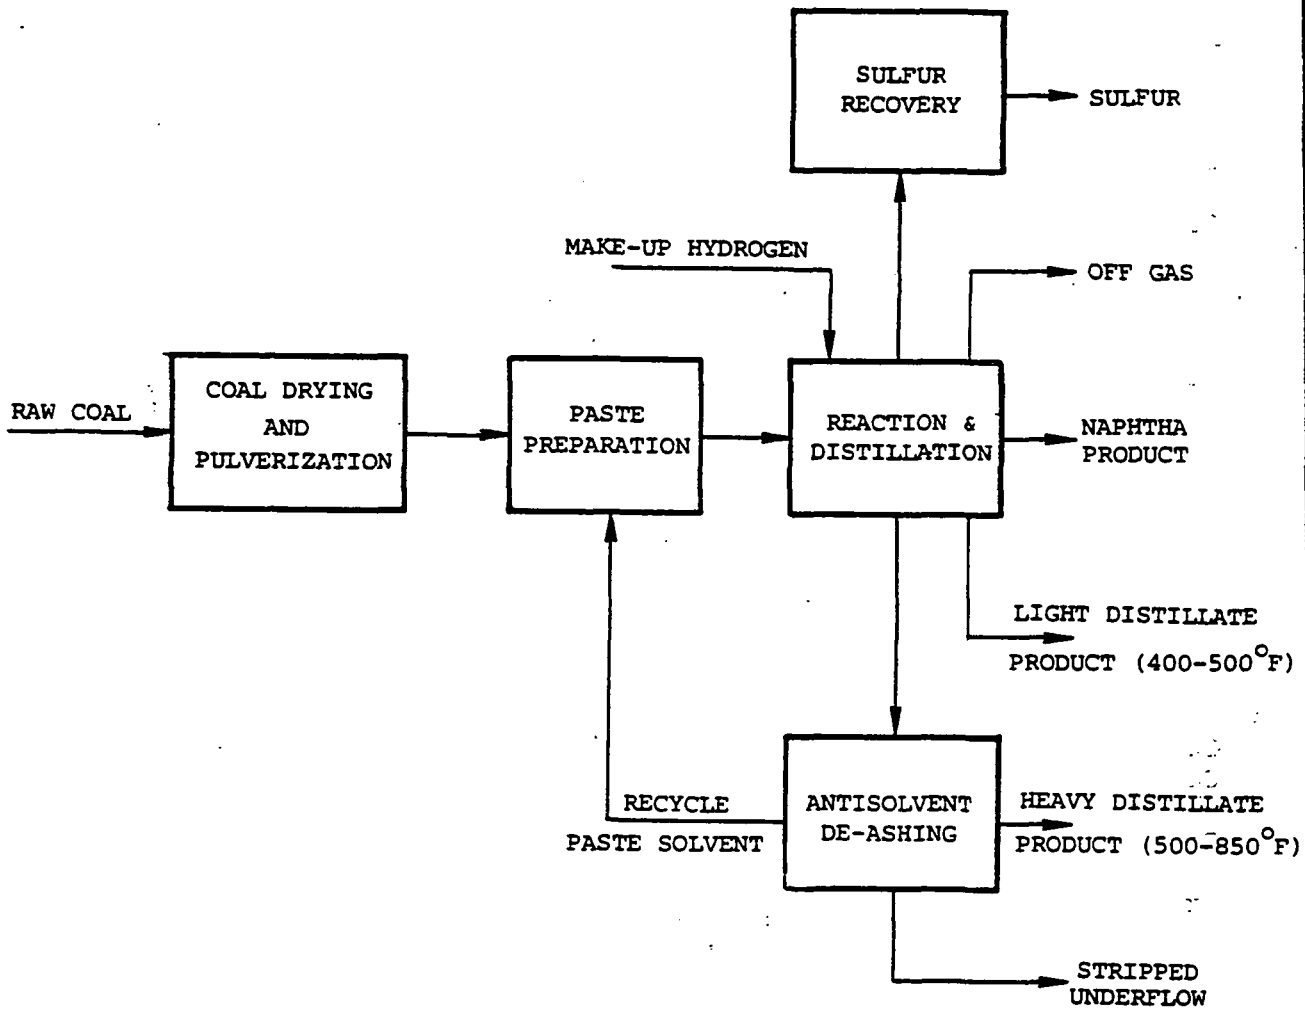 SULFUR
RECOVERY
SULFUR
MAKE-UP HYDROGEN
OFF GAS
RAW COAL
COAL DRYING
AND
PULVERIZATION
PASTE
PREPARATION
REACTION &
DISTILLATION
NAPHTHA
PRODUCT
LIGHT DISTILLATE
PRODUCT (400-500°F)
RECYCLE
PASTE SOLVENT
ANTISOLVENT
DE-ASHING
HEAVY DISTILLATE
PRODUCT (500-850°F)
STRIPPED
UNDERFLOW